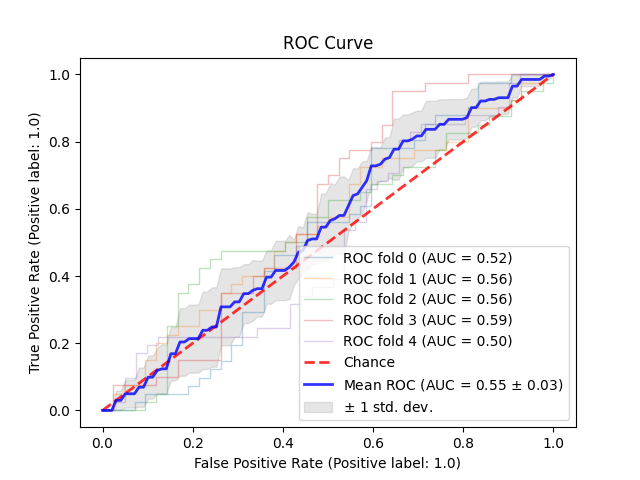 ROC Curve
True Positive Rate (Positive label: 1.0)
1.0
0.8
0.6
0.4
0.2
0.0
ROC fold 0 (AUC = 0.52)
ROC fold 1 (AUC = 0.56)
ROC fold 2 (AUC = 0.56)
ROC fold 3 (AUC = 0.59)
ROC fold 4 (AUC = 0.50)
Chance
Mean ROC (AUC = 0.55 ± 0.03)
± 1 std. dev.
0.0 0.2 0.4 0.6 0.8 1.0
False Positive Rate (Positive label: 1.0)